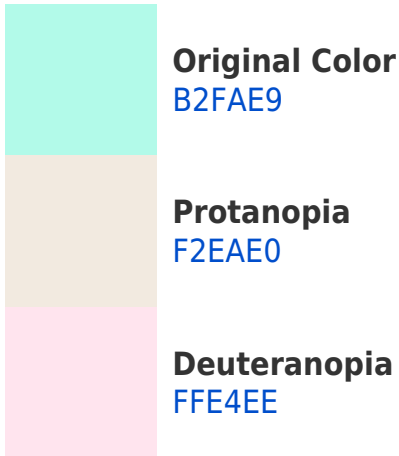 Original Color
B2FAE9
Protanopia
F2EAE0
Deuteranopia
FFE4EE